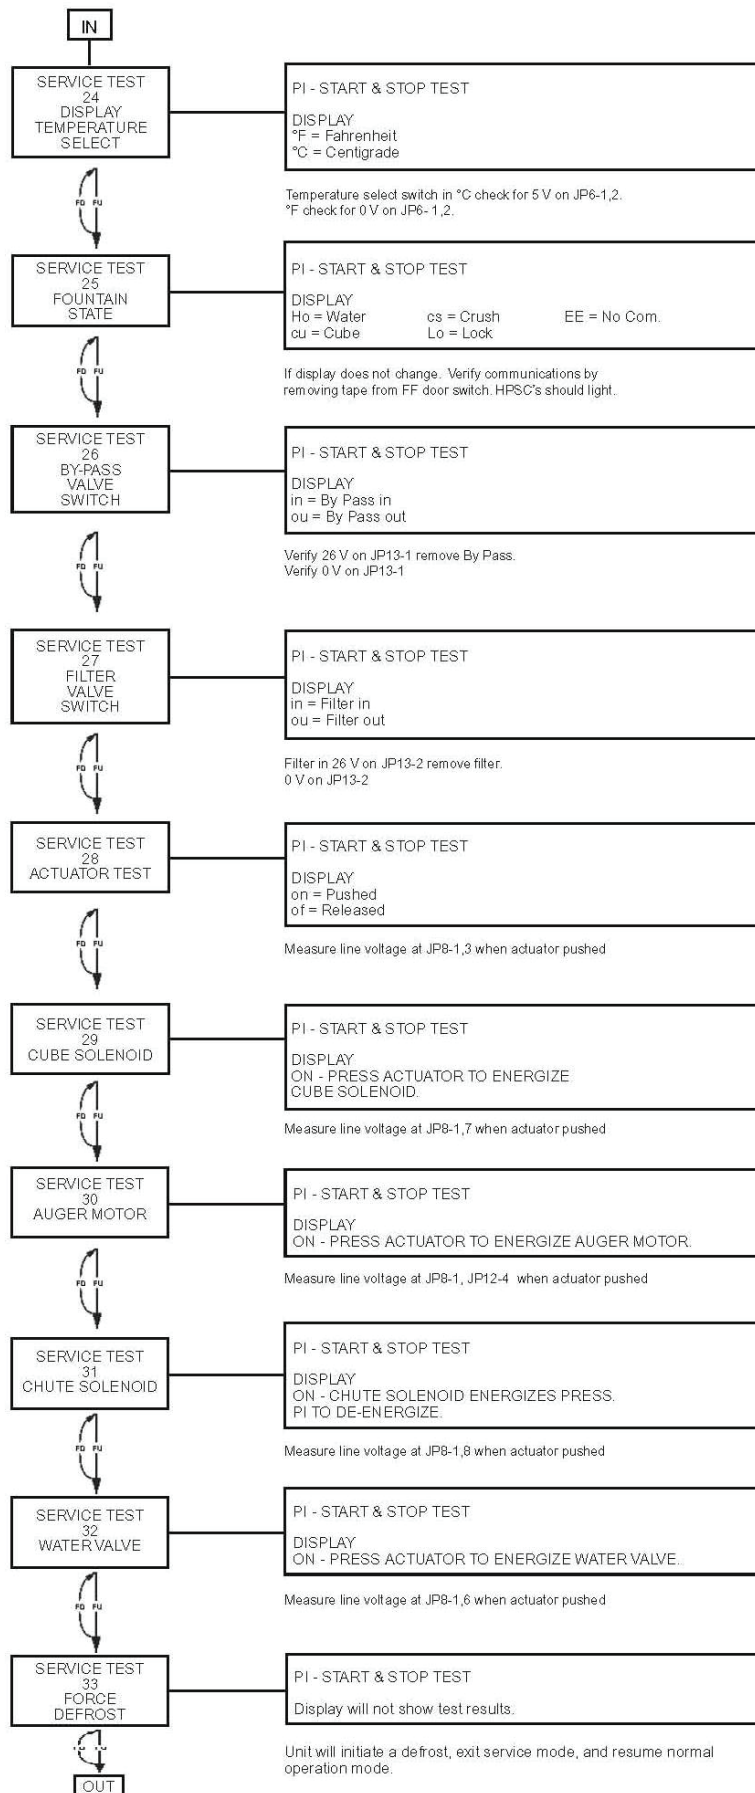 IN
SERVICE TEST
24
DISPLAY
TEMPERATURE
SELECT
PI - START & STOP TEST
DISPLAY
°F = Fahrenheit
°C = Centigrade
Temperature select switch in °C check for 5 V on JP6-1,2.
°F check for 0 V on JP6- 1,2.
FD FU
SERVICE TEST
25
FOUNTAIN
STATE
PI - START & STOP TEST
DISPLAY
Ho = Water cs = Crush EE = No Com.
cu = Cube Lo = Lock
If display does not change. Verify communications by
removing tape from FF door switch. HPSC's should light.
FD FU
SERVICE TEST
26
BY-PASS
VALVE
SWITCH
PI - START & STOP TEST
DISPLAY
in = By Pass in
ou = By Pass out
Verify 26 V on JP13-1 remove By Pass.
Verify 0 V on JP13-1
FD FU
SERVICE TEST
27
FILTER
VALVE
SWITCH
PI - START & STOP TEST
DISPLAY
in = Filter in
ou = Filter out
Filter in 26 V on JP13-2 remove filter.
0 V on JP13-2
FD FU
SERVICE TEST
28
ACTUATOR TEST
PI - START & STOP TEST
DISPLAY
on = Pushed
of = Released
Measure line voltage at JP8-1,3 when actuator pushed
FD FU
SERVICE TEST
29
CUBE SOLENOID
PI - START & STOP TEST
DISPLAY
ON - PRESS ACTUATOR TO ENERGIZE
CUBE SOLENOID.
Measure line voltage at JP8-1,7 when actuator pushed
FD FU
SERVICE TEST
30
AUGER MOTOR
PI - START & STOP TEST
DISPLAY
ON - PRESS ACTUATOR TO ENERGIZE AUGER MOTOR.
Measure line voltage at JP8-1, JP12-4 when actuator pushed
FD FU
SERVICE TEST
31
CHUTE SOLENOID
PI - START & STOP TEST
DISPLAY
ON - CHUTE SOLENOID ENERGIZES PRESS.
PI TO DE-ENERGIZE.
Measure line voltage at JP8-1,8 when actuator pushed
FD FU
SERVICE TEST
32
WATER VALVE
PI - START & STOP TEST
DISPLAY
ON - PRESS ACTUATOR TO ENERGIZE WATER VALVE.
Measure line voltage at JP8-1,6 when actuator pushed
FD FU
SERVICE TEST
33
FORCE
DEFROST
PI - START & STOP TEST
Display will not show test results.
Unit will initiate a defrost, exit service mode, and resume normal
operation mode.
OUT